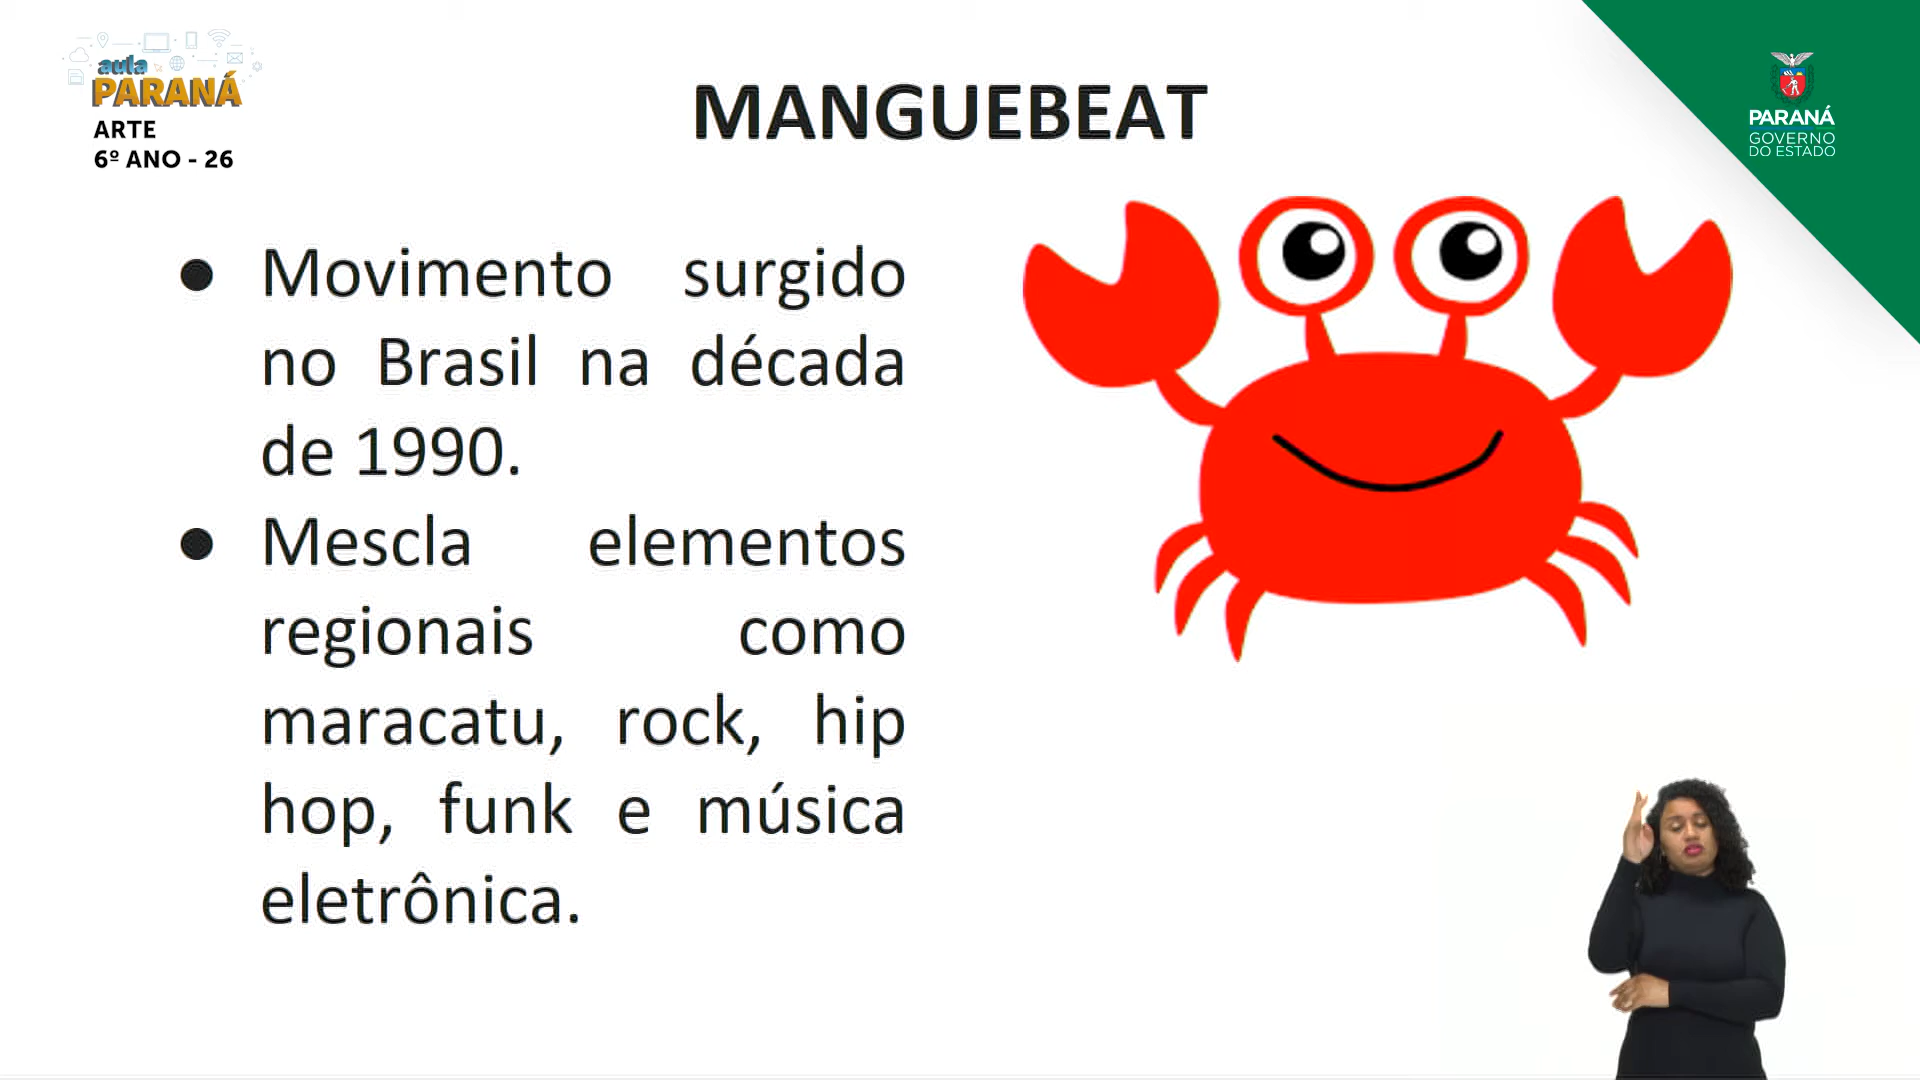 aula
PARANÁ
ARTE
6º ANO - 26
MANGUEBEAT
PARANÁ
GOVERNO
DO ESTADO
● Movimento surgido
no Brasil na década
de 1990.
● Mescla elementos
regionais como
maracatu, rock, hip
hop, funk e música
eletrônica.